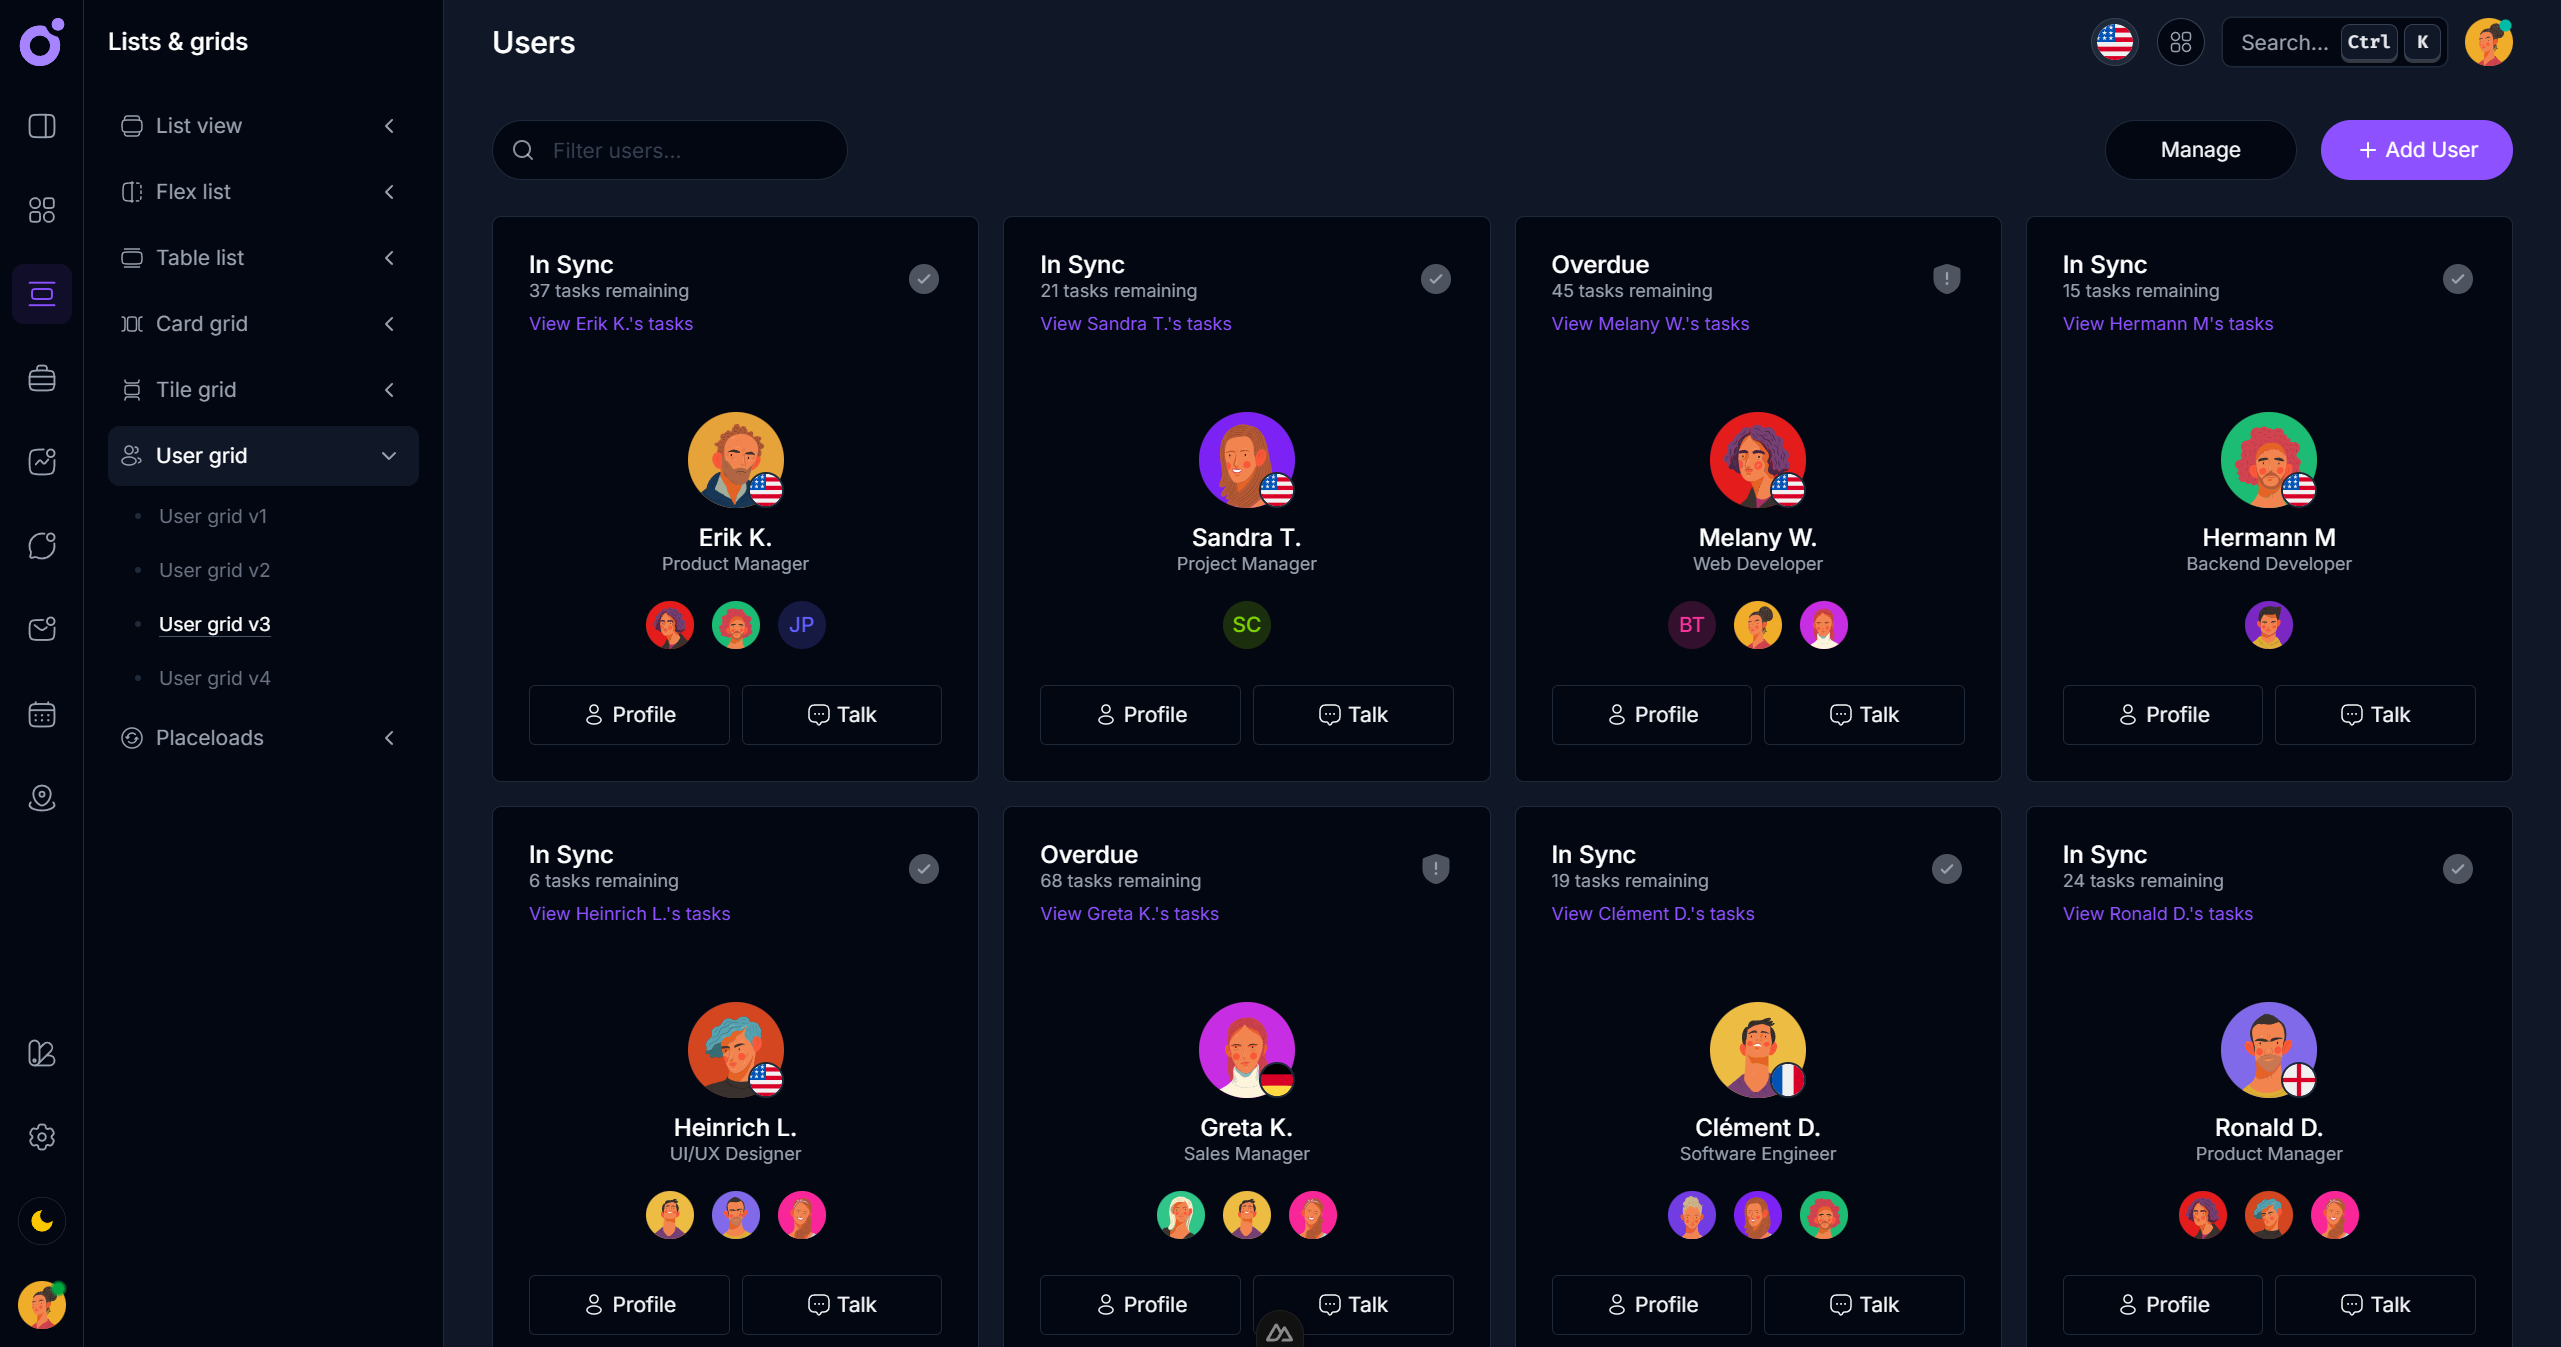 Lists & grids
List view
Flex list
Table list
Card grid
Tile grid
User grid
User grid v1
User grid v2
User grid v3
User grid v4
Placeloads
Users
Search... Ctrl K
Filter users...
Manage
+ Add User
In Sync
37 tasks remaining
View Erik K.'s tasks
Erik K.
Product Manager
JP
Profile
Talk
In Sync
21 tasks remaining
View Sandra T.'s tasks
Sandra T.
Project Manager
SC
Profile
Talk
Overdue
45 tasks remaining
View Melany W.'s tasks
Melany W.
Web Developer
BT
Profile
Talk
In Sync
15 tasks remaining
View Hermann M's tasks
Hermann M
Backend Developer
Profile
Talk
In Sync
6 tasks remaining
View Heinrich L.'s tasks
Heinrich L.
UI/UX Designer
Profile
Talk
Overdue
68 tasks remaining
View Greta K.'s tasks
Greta K.
Sales Manager
Profile
Talk
In Sync
19 tasks remaining
View Clément D.'s tasks
Clément D.
Software Engineer
Profile
Talk
In Sync
24 tasks remaining
View Ronald D.'s tasks
Ronald D.
Product Manager
Profile
Talk